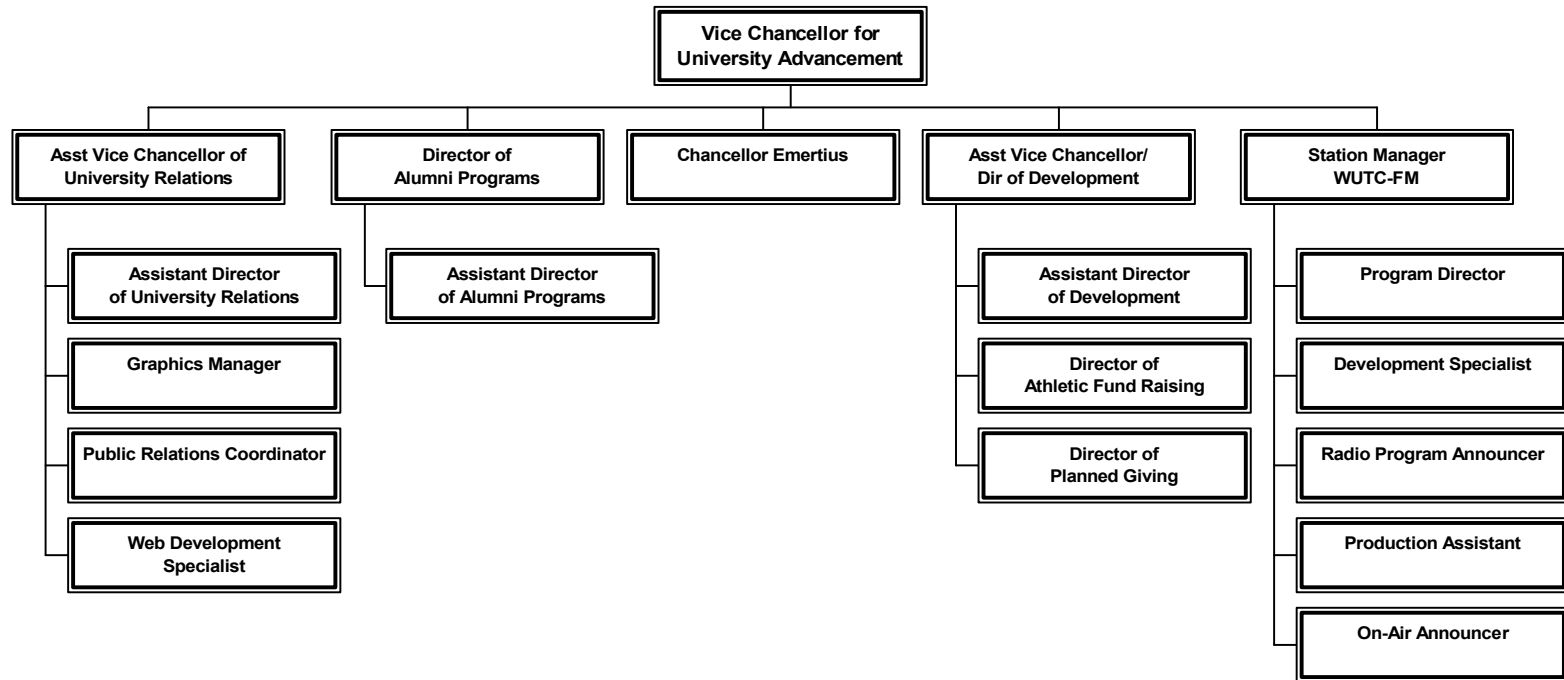 Vice Chancellor for
University Advancement
Asst Vice Chancellor of
University Relations
Director of
Alumni Programs
Chancellor Emertius
Asst Vice Chancellor/
Dir of Development
Station Manager
WUTC-FM
Assistant Director
of University Relations
Graphics Manager
Public Relations Coordinator
Web Development
Specialist
Assistant Director
of Alumni Programs
Assistant Director
of Development
Director of
Athletic Fund Raising
Director of
Planned Giving
Program Director
Development Specialist
Radio Program Announcer
Production Assistant
On-Air Announcer